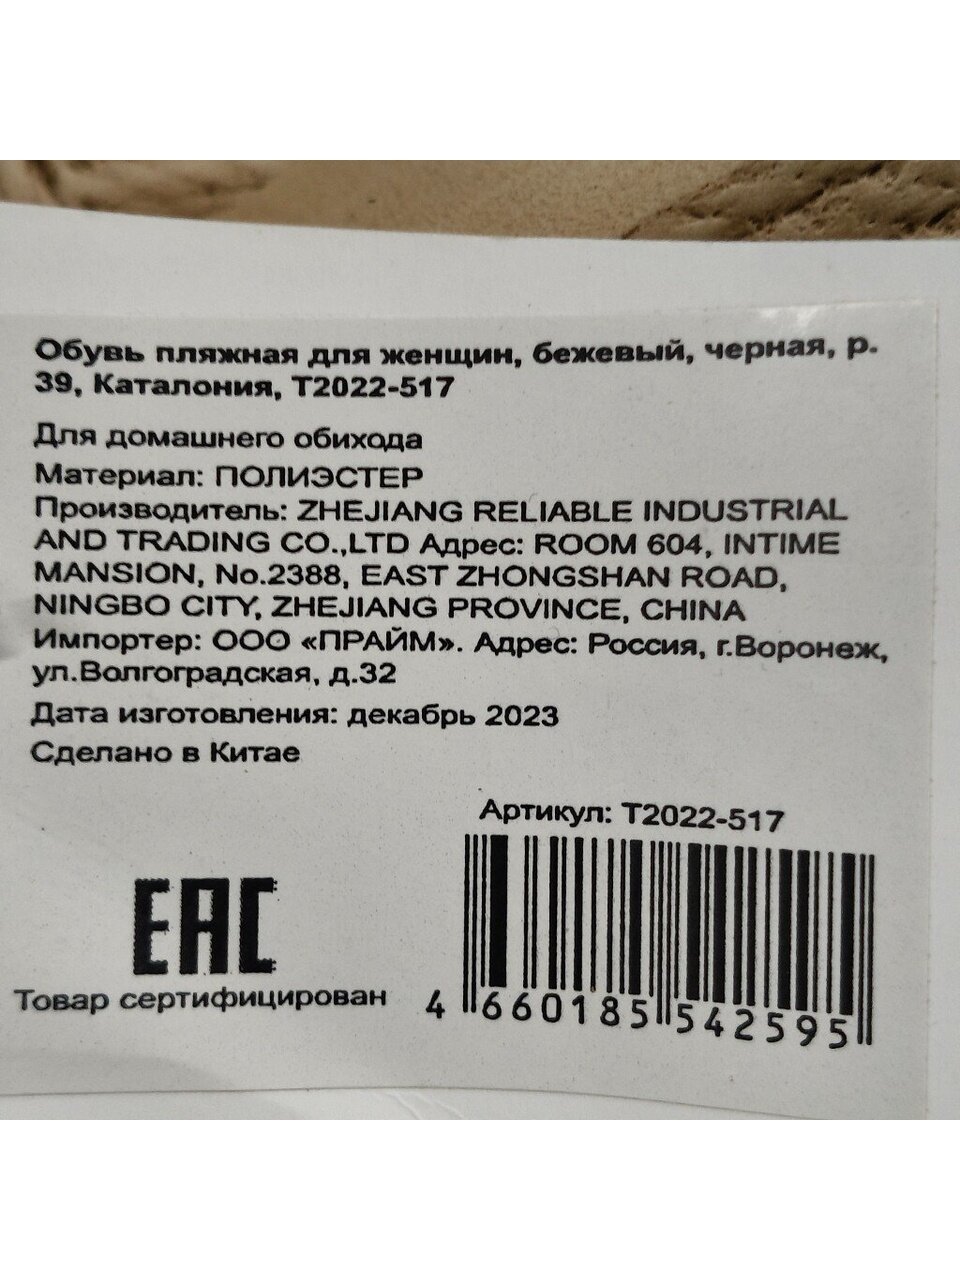 Обувь пляжная для женщин, бежевый, черная, р.
39, Каталония, Т2022-517
Для домашнего обихода
Материал: ПОЛИЭСТЕР
Производитель: ZHEJIANG RELIABLE INDUSTRIAL
AND TRADING CO.,LTD Адрес: ROOM 604, INTIME
MANSION, No.2388, EAST ZHONGSHAN ROAD,
NINGBO CITY, ZHEJIANG PROVINCE, CHINA
Импортер: ООО «ПРАЙМ». Адрес: Россия, г.Воронеж,
ул.Волгоградская, д.32
Дата изготовления: декабрь 2023
Сделано в Китае
Артикул: Т2022-517
EAC
Товар сертифицирован
4 660185 542595